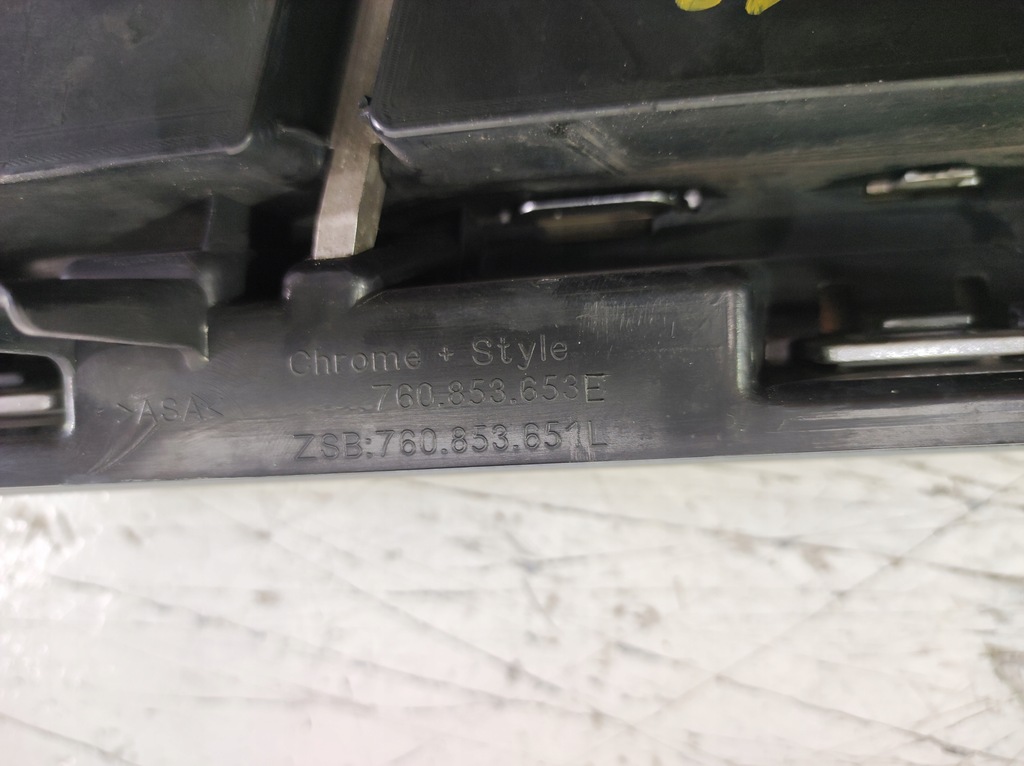 Chrome + Style
760.853.653E
>ASA<
ZSB:760.853.651L